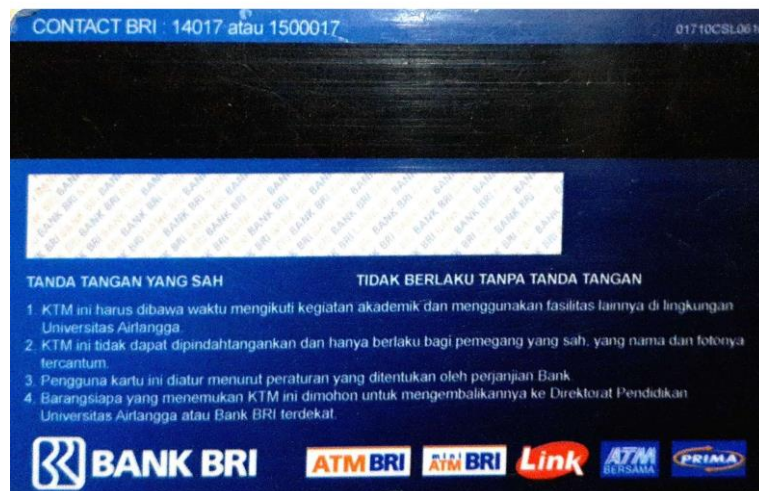 CONTACT BRI : 14017 atau 1500017
01710CSL061
TANDA TANGAN YANG SAH
TIDAK BERLAKU TANPA TANDA TANGAN
1. KTM ini harus dibawa waktu mengikuti kegiatan akademik dan menggunakan fasilitas lainnya di lingkungan
Universitas Airlangga.
2. KTM ini tidak dapat dipindahtangankan dan hanya berlaku bagi pemegang yang sah, yang nama dan fotonya
tercantum.
3. Pengguna kartu ini diatur menurut peraturan yang ditentukan oleh perjanjian Bank
4. Barangsiapa yang menemukan KTM ini dimohon untuk mengembalikannya ke Direktorat Pendidikan
Universitas Airlangga atau Bank BRI terdekat.
BANK BRI
ATM BRI
mini ATM BRI
Link
ATM BERSAMA
PRIMA